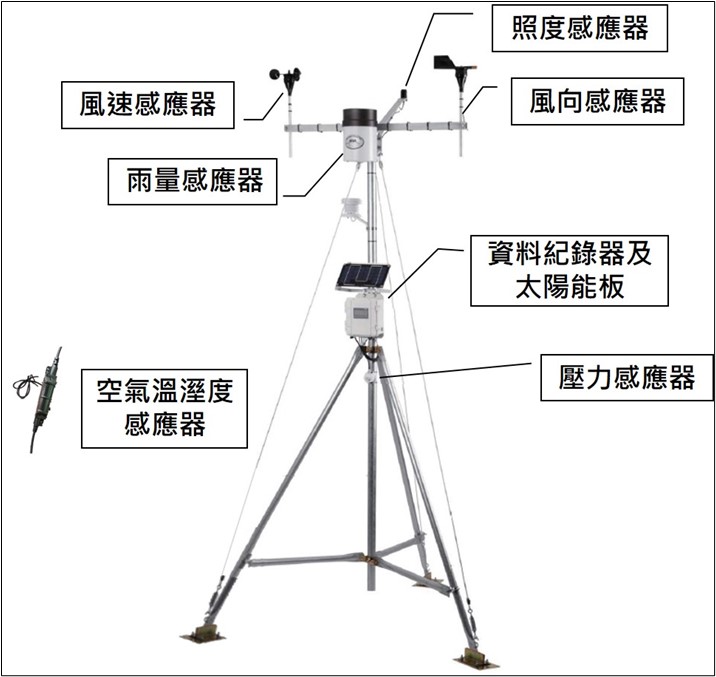 照度感應器
風速感應器
風向感應器
雨量感應器
資料紀錄器及
太陽能板
壓力感應器
空氣溫溼度
感應器